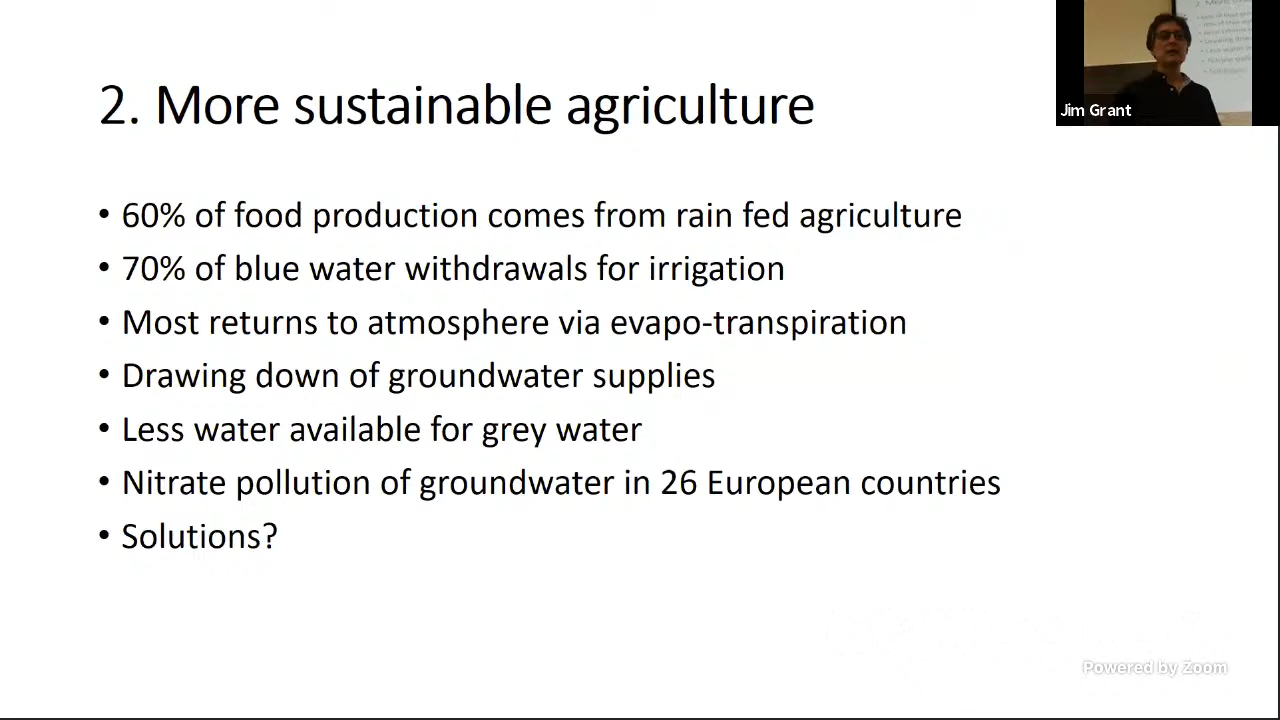 2. More sustainable agriculture
Jim Grant
• 60% of food production comes from rain fed agriculture
• 70% of blue water withdrawals for irrigation
• Most returns to atmosphere via evapo-transpiration
• Drawing down of groundwater supplies
• Less water available for grey water
• Nitrate pollution of groundwater in 26 European countries
• Solutions?
Powered by Zoom